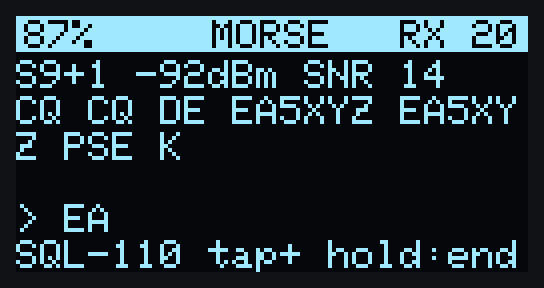 87% MORSE RX 20
S9+1 -92dBm SNR 14
CQ CQ DE EA5XYZ EA5XY
Z PSE K
> EA
SQL-110 tap+ hold:end